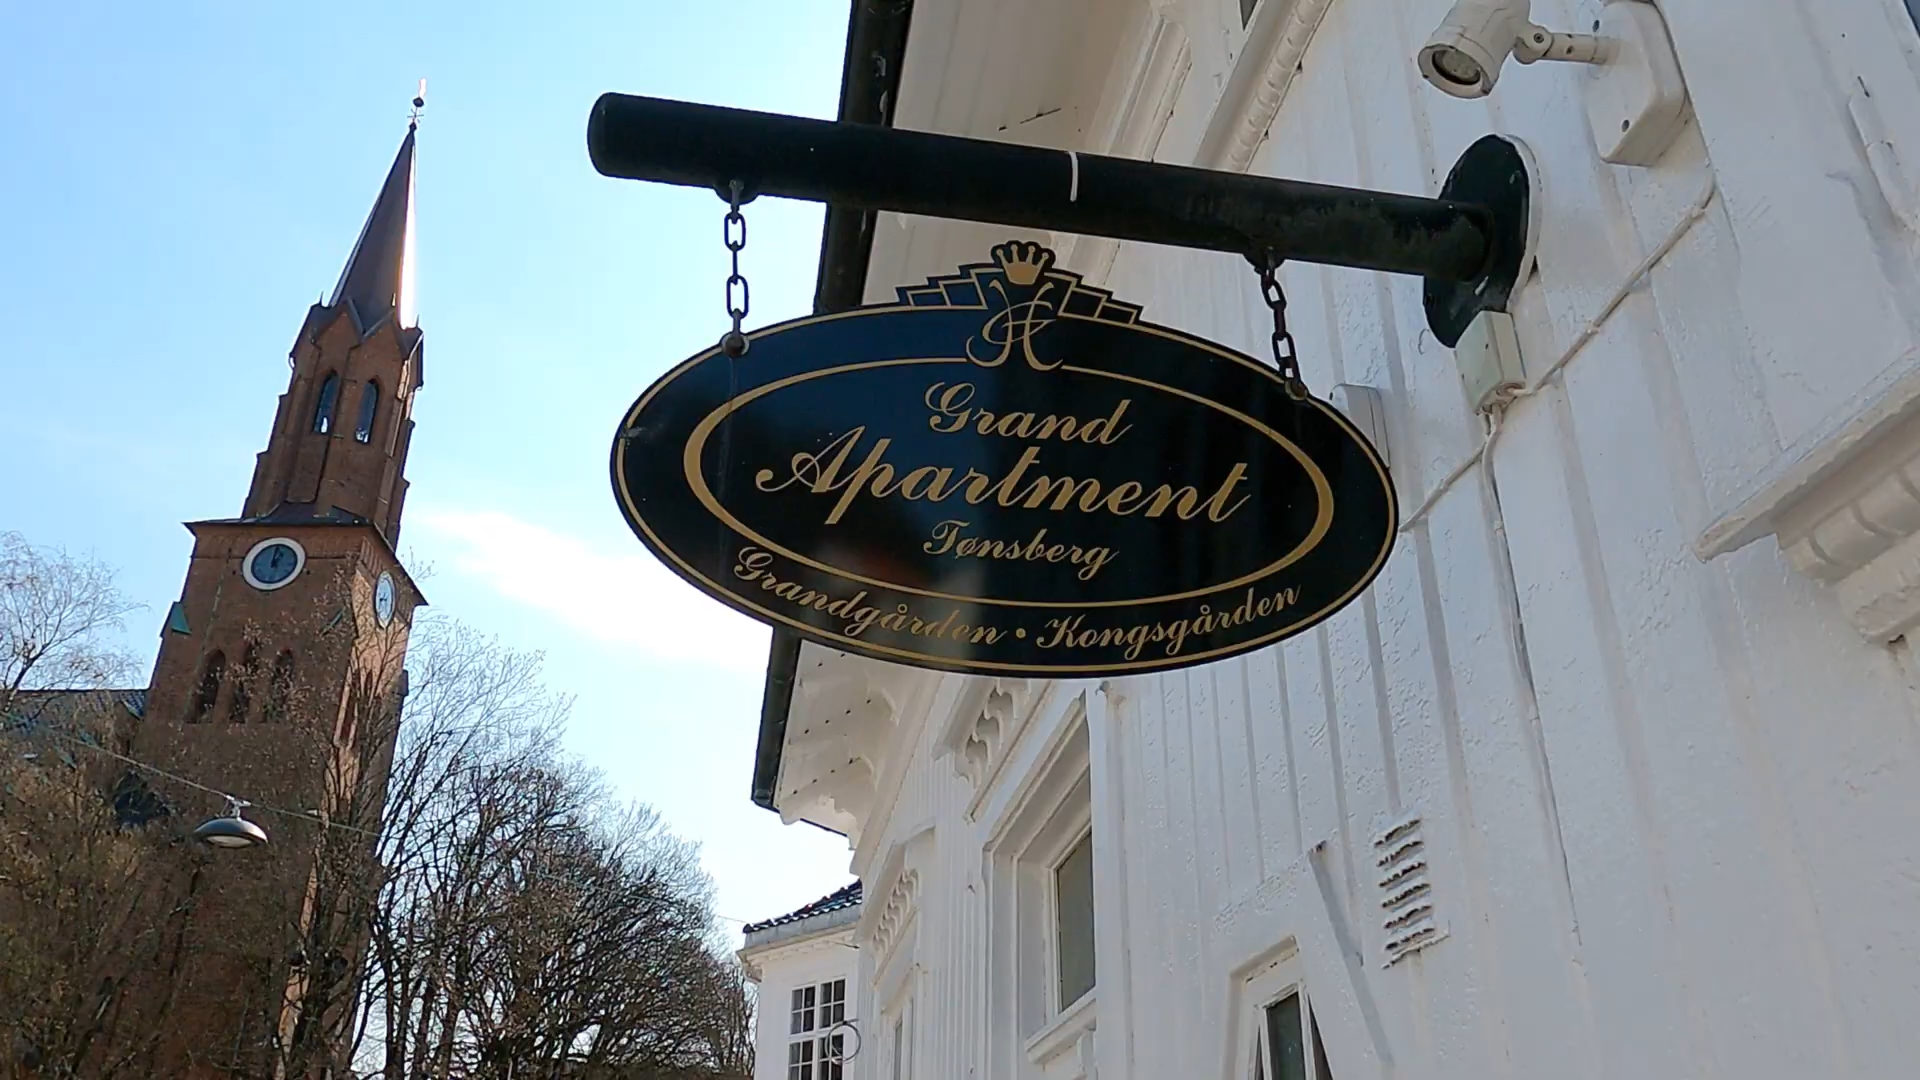 Grand
Apartment
Tønsberg
Grandgården • Kongsgården